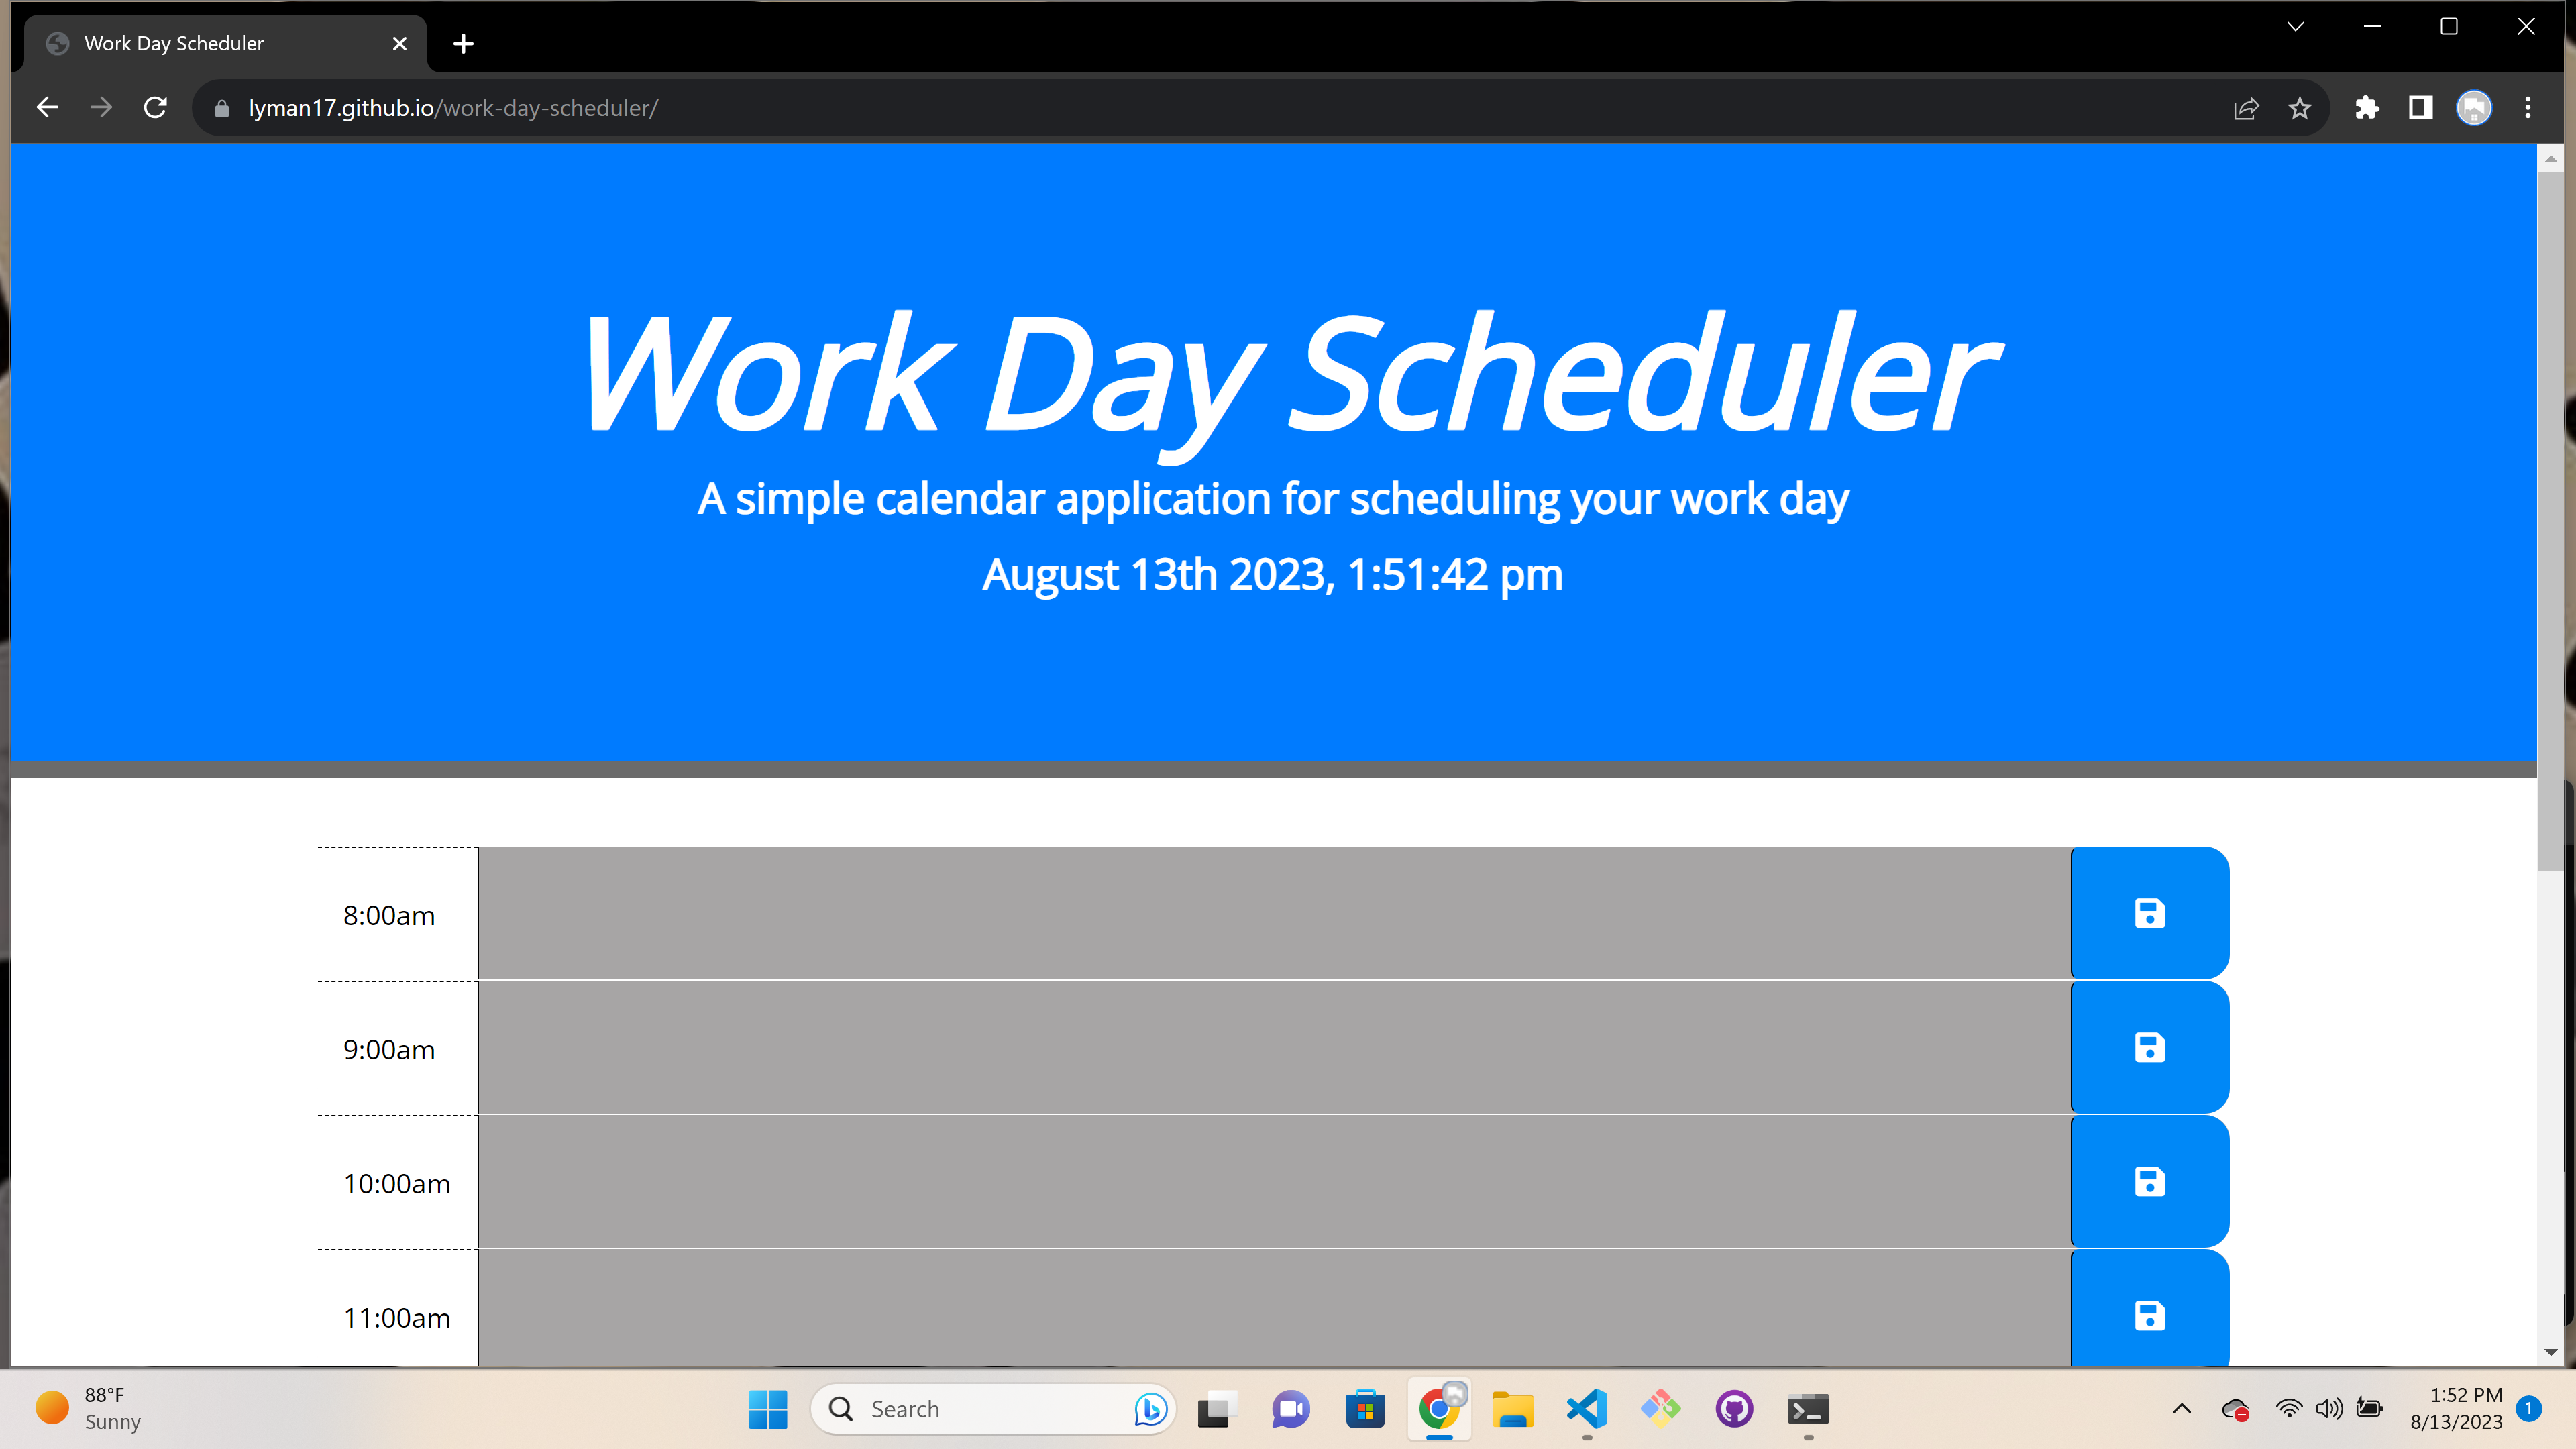 Work Day Scheduler
lyman17.github.io/work-day-scheduler/
Work Day Scheduler
A simple calendar application for scheduling your work day
August 13th 2023, 1:51:42 pm
8:00am
9:00am
10:00am
11:00am
88°F
Sunny
Search
1:52 PM
8/13/2023
1